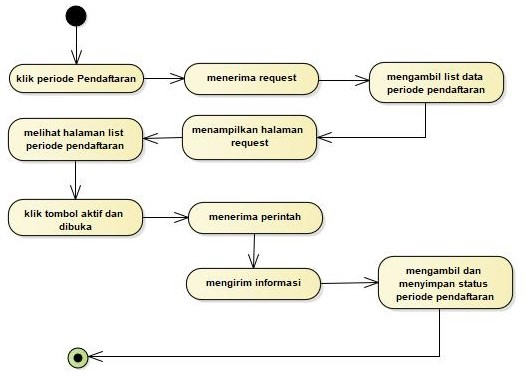 klik periode Pendaftaran
menerima request
mengambil list data
periode pendaftaran
melihat halaman list
periode pendaftaran
menampilkan halaman
request
klik tombol aktif dan
dibuka
menerima perintah
mengirim informasi
mengambil dan
menyimpan status
periode pendaftaran